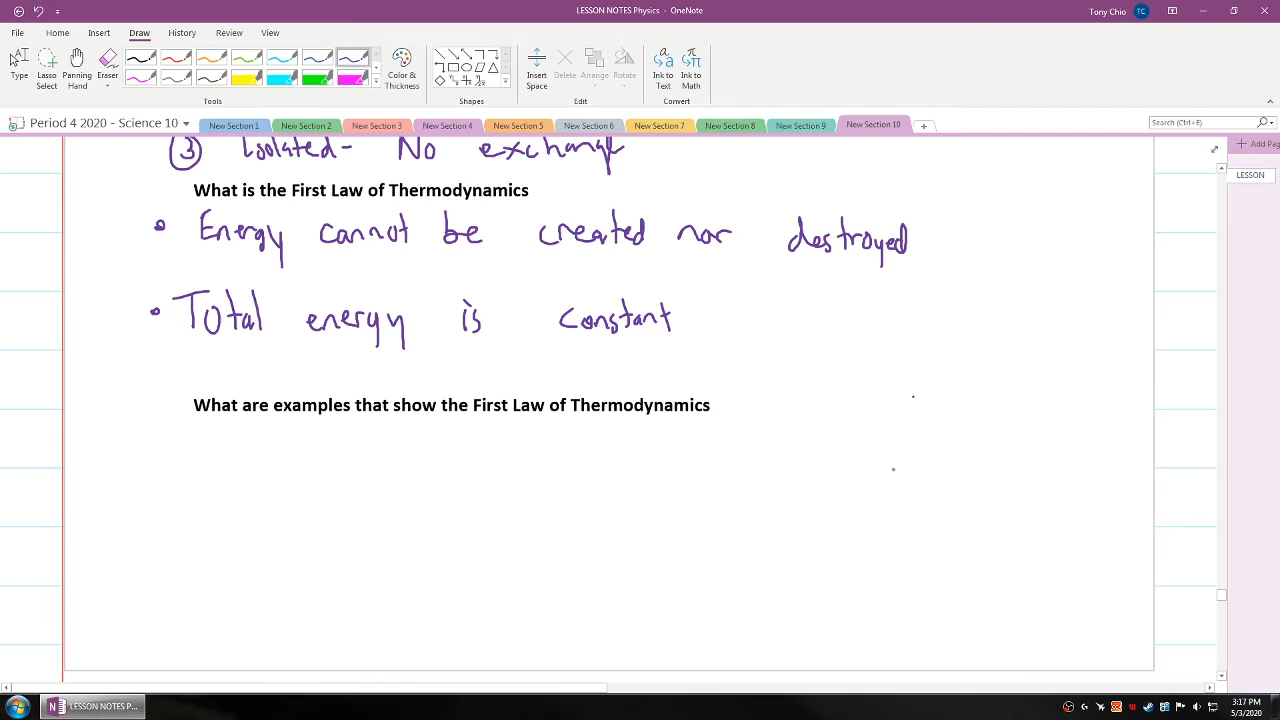 LESSON NOTES Physics - OneNote
Tony Chio TC
File Home Insert Draw History Review View
Type
Lasso Select
Panning Hand
Eraser
Color & Thickness
Insert Space
Delete
Arrange
Rotate
Ink to Text
Ink to Math
Tools Shapes Edit Convert
Period 4 2020 - Science 10
New Section 1 New Section 2 New Section 3 New Section 4 New Section 5 New Section 6 New Section 7 New Section 8 New Section 9 New Section 10
Search (Ctrl+E)
Add Pag
LESSON
③ Isolated - No exchange
What is the First Law of Thermodynamics
• Energy cannot be created nor destroyed
• Total energy is constant
What are examples that show the First Law of Thermodynamics
LESSON NOTES P...
3:17 PM
5/3/2020